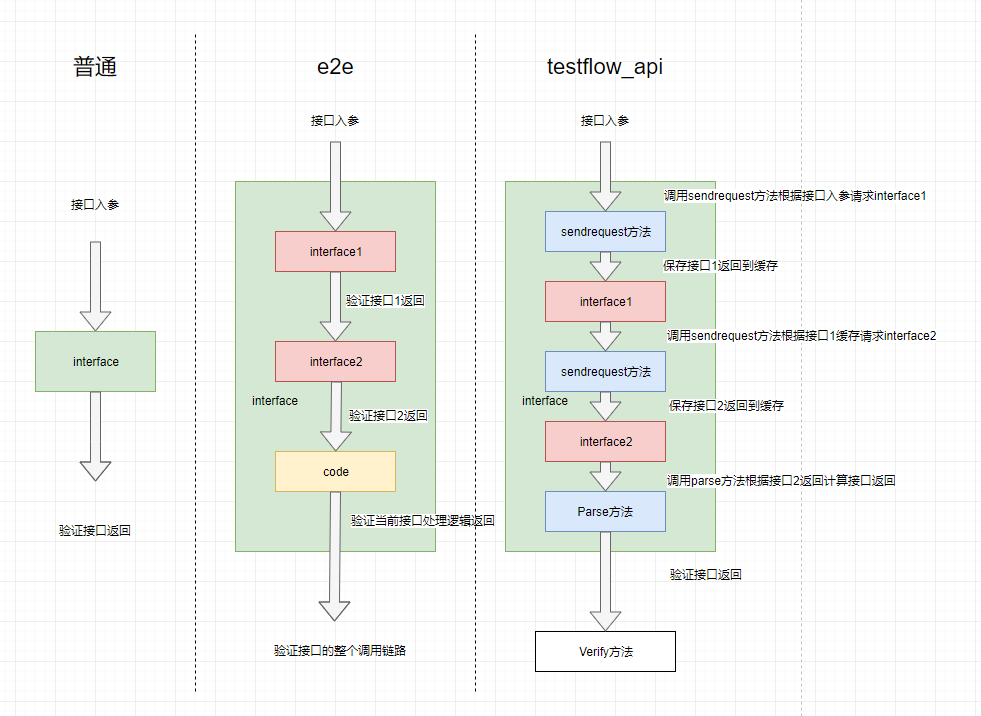 普通
接口入参
interface
验证接口返回
e2e
接口入参
interface1
验证接口1返回
interface2
interface
验证接口2返回
code
验证当前接口处理逻辑返回
验证接口的整个调用链路
testflow_api
接口入参
调用sendrequest方法根据接口入参请求interface1
sendrequest方法
保存接口1返回到缓存
interface1
调用sendrequest方法根据接口1缓存请求interface2
sendrequest方法
interface
保存接口2返回到缓存
interface2
调用parse方法根据接口2返回计算接口返回
Parse方法
验证接口返回
Verify方法